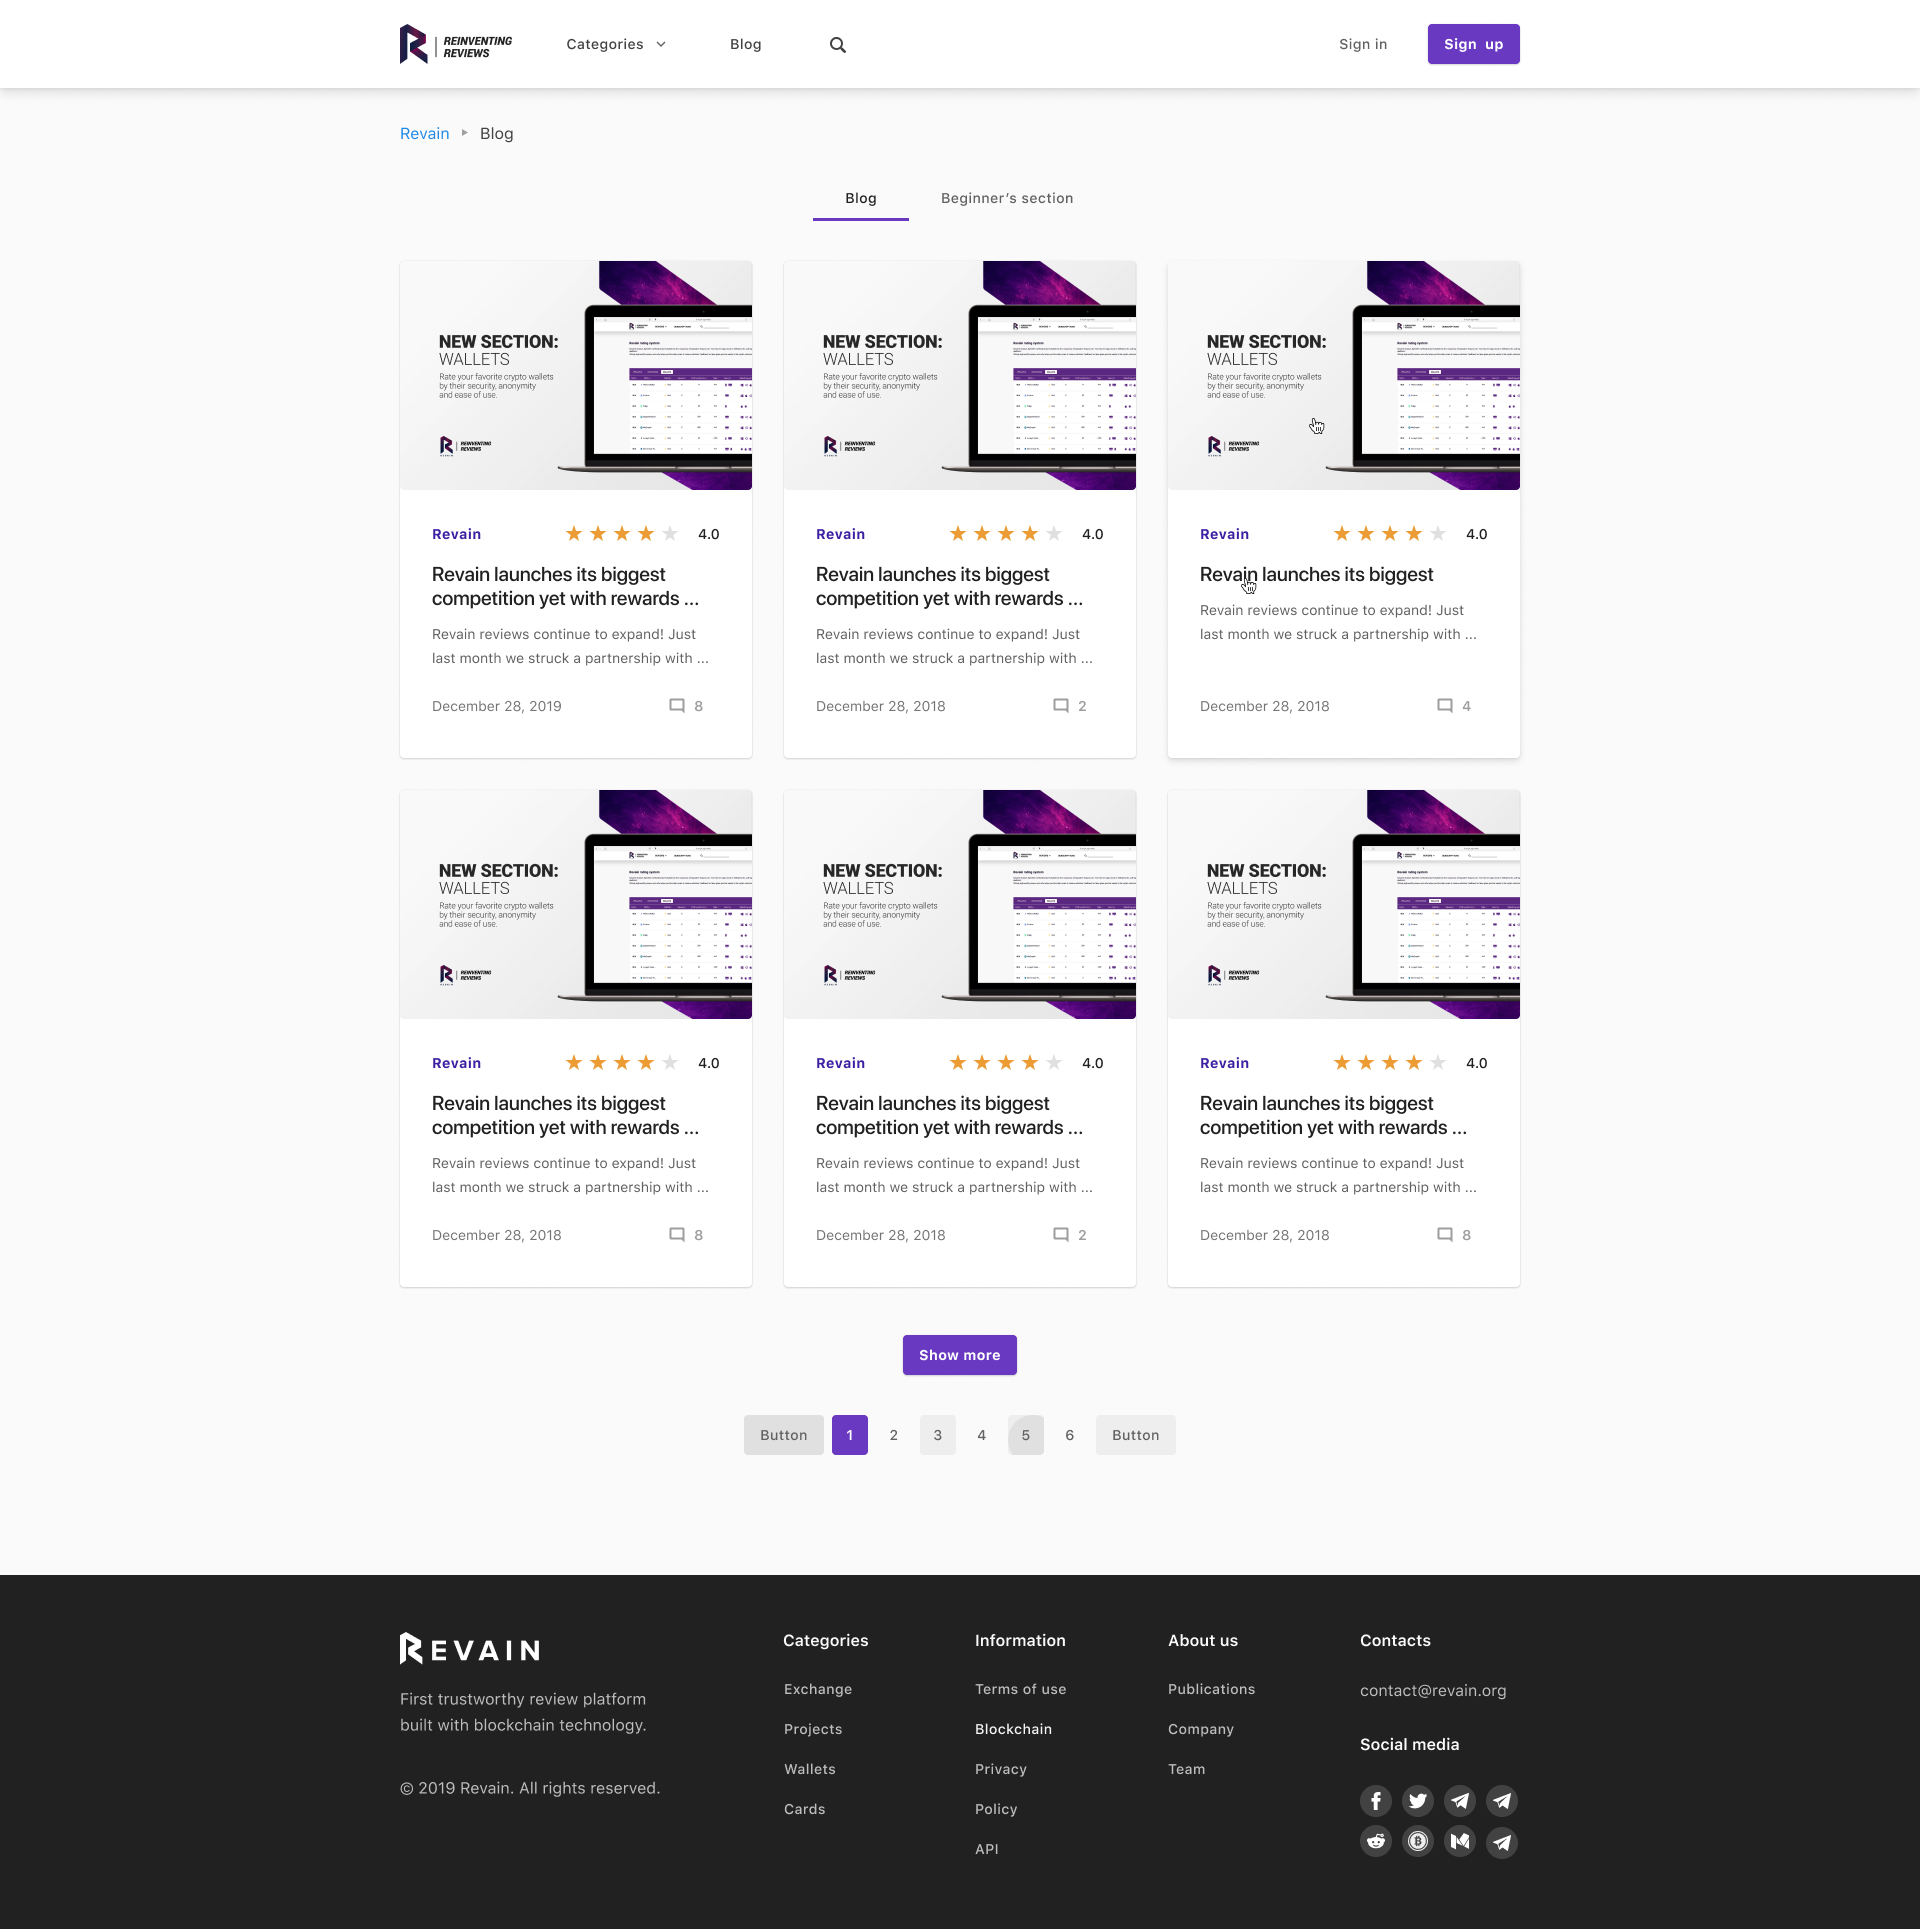 REINVENTING
REVIEWS
Categories
Blog
Sign in
Sign up
Revain
Blog
Blog
Beginner's section
NEW SECTION:
WALLETS
Rate your favorite crypto wallets
by their security, anonymity
and ease of use.
REINVENTING
REVIEWS
Revain
4.0
Revain launches its biggest
competition yet with rewards ...
Revain reviews continue to expand! Just
last month we struck a partnership with ...
December 28, 2019
8
NEW SECTION:
WALLETS
Rate your favorite crypto wallets
by their security, anonymity
and ease of use.
REINVENTING
REVIEWS
Revain
4.0
Revain launches its biggest
competition yet with rewards ...
Revain reviews continue to expand! Just
last month we struck a partnership with ...
December 28, 2018
2
NEW SECTION:
WALLETS
Rate your favorite crypto wallets
by their security, anonymity
and ease of use.
REINVENTING
REVIEWS
Revain
4.0
Revain launches its biggest
Revain reviews continue to expand! Just
last month we struck a partnership with ...
December 28, 2018
4
NEW SECTION:
WALLETS
Rate your favorite crypto wallets
by their security, anonymity
and ease of use.
REINVENTING
REVIEWS
Revain
4.0
Revain launches its biggest
competition yet with rewards ...
Revain reviews continue to expand! Just
last month we struck a partnership with ...
December 28, 2018
8
NEW SECTION:
WALLETS
Rate your favorite crypto wallets
by their security, anonymity
and ease of use.
REINVENTING
REVIEWS
Revain
4.0
Revain launches its biggest
competition yet with rewards ...
Revain reviews continue to expand! Just
last month we struck a partnership with ...
December 28, 2018
2
NEW SECTION:
WALLETS
Rate your favorite crypto wallets
by their security, anonymity
and ease of use.
REINVENTING
REVIEWS
Revain
4.0
Revain launches its biggest
competition yet with rewards ...
Revain reviews continue to expand! Just
last month we struck a partnership with ...
December 28, 2018
8
Show more
Button
1
2
3
4
5
6
Button
REVAIN
First trustworthy review platform
built with blockchain technology.
© 2019 Revain. All rights reserved.
Categories
Exchange
Projects
Wallets
Cards
Information
Terms of use
Blockchain
Privacy
Policy
API
About us
Publications
Company
Team
Contacts
contact@revain.org
Social media